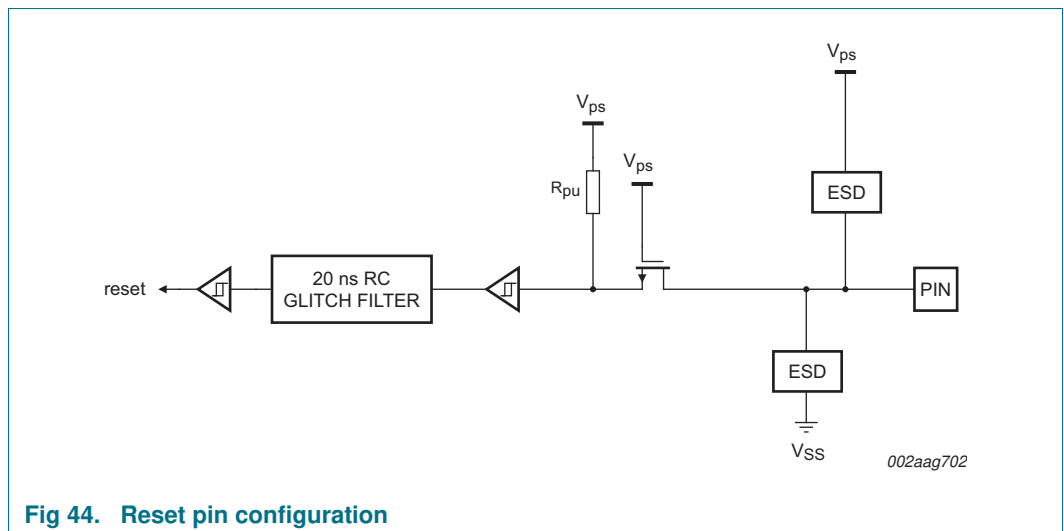 Vps
Vps
Vps
Rpu
ESD
reset
20 ns RC
GLITCH FILTER
PIN
ESD
VSS
002aag702
Fig 44. Reset pin configuration